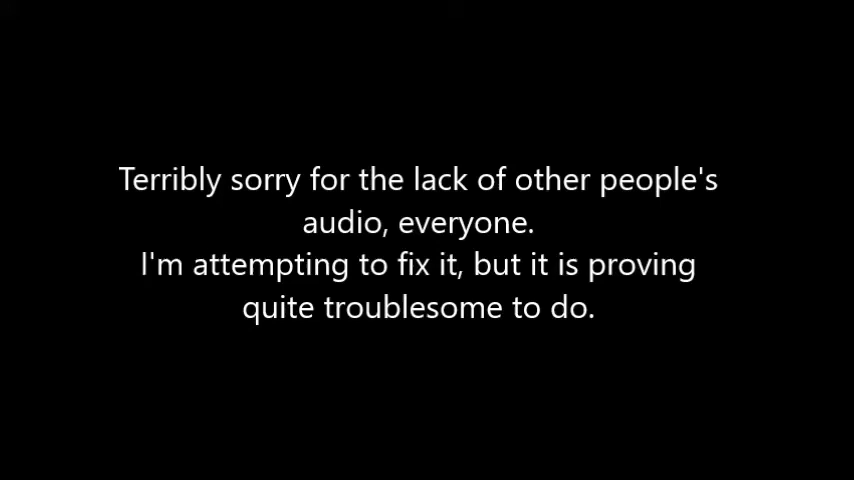 Terribly sorry for the lack of other people's
audio, everyone.
I'm attempting to fix it, but it is proving
quite troublesome to do.